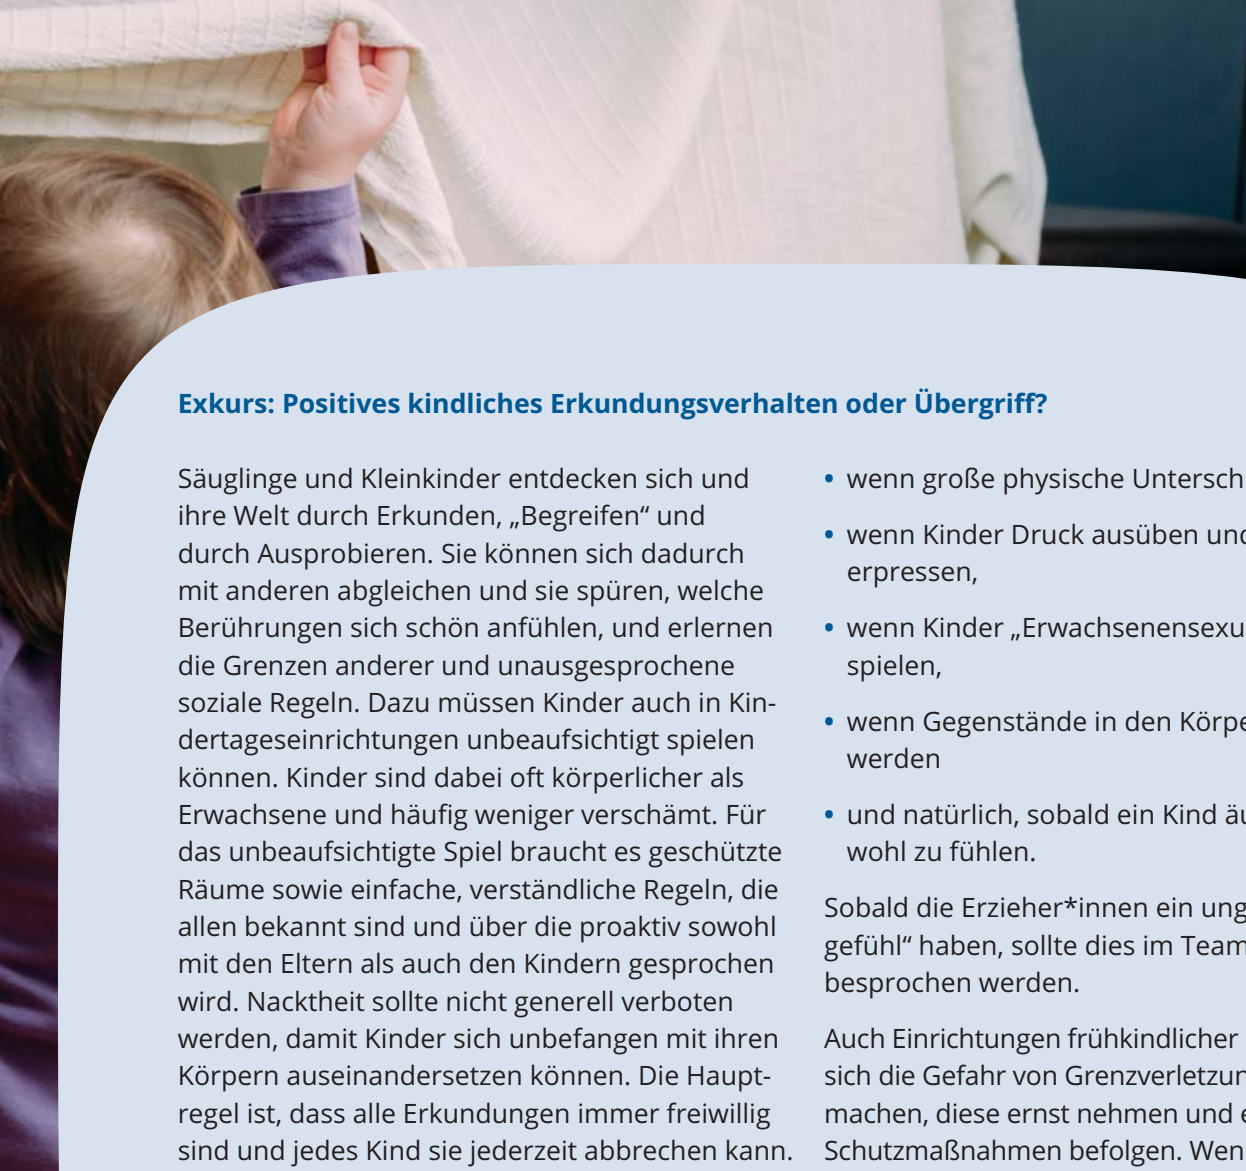 Exkurs: Positives kindliches Erkundungsverhalten oder Übergriff?
Säuglinge und Kleinkinder entdecken sich und
ihre Welt durch Erkunden, „Begreifen“ und
durch Ausprobieren. Sie können sich dadurch
mit anderen abgleichen und sie spüren, welche
Berührungen sich schön anfühlen, und erlernen
die Grenzen anderer und unausgesprochene
soziale Regeln. Dazu müssen Kinder auch in Kin-
dertageseinrichtungen unbeaufsichtigt spielen
können. Kinder sind dabei oft körperlicher als
Erwachsene und häufig weniger verschämt. Für
das unbeaufsichtigte Spiel braucht es geschützte
Räume sowie einfache, verständliche Regeln, die
allen bekannt sind und über die proaktiv sowohl
mit den Eltern als auch den Kindern gesprochen
wird. Nacktheit sollte nicht generell verboten
werden, damit Kinder sich unbefangen mit ihren
Körpern auseinandersetzen können. Die Haupt-
regel ist, dass alle Erkundungen immer freiwillig
sind und jedes Kind sie jederzeit abbrechen kann.
• wenn große physische
• wenn Kinder Druck ausüben
erpressen,
• wenn Kinder
spielen,
• wenn Gegenstände in den
werden
• und natürlich, sobald ein Kind
wohl zu fühlen.
Sobald die Erzieher*innen ein
gefühl“ haben, sollte dies im Team
besprochen werden.
Auch Einrichtungen frühkindlicher
sich die Gefahr von
machen, diese ernst nehmen und
Schutzmaßnahmen befolgen.